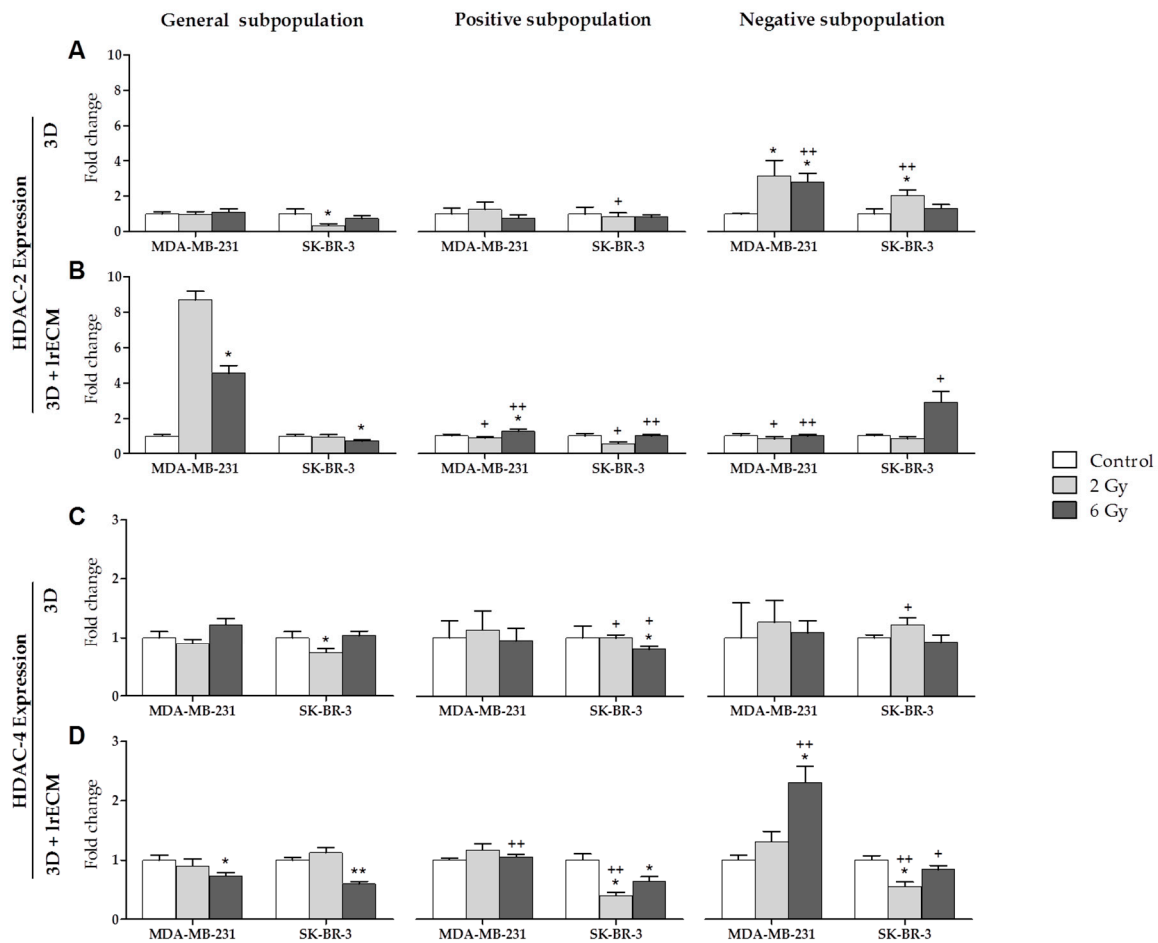 General subpopulation
Positive subpopulation
Negative subpopulation
HDAC-2 Expression
3D
A
Fold change
10
8
6
4
2
0
*
+
*
++
*
++
*
MDA-MB-231
SK-BR-3
MDA-MB-231
SK-BR-3
MDA-MB-231
SK-BR-3
3D + lrECM
B
Fold change
10
8
6
4
2
0
*
*
+
++
*
+
++
+
++
+
MDA-MB-231
SK-BR-3
MDA-MB-231
SK-BR-3
MDA-MB-231
SK-BR-3
Control
2 Gy
6 Gy
HDAC-4 Expression
3D
C
Fold change
3
2
1
0
*
+
+
*
+
MDA-MB-231
SK-BR-3
MDA-MB-231
SK-BR-3
MDA-MB-231
SK-BR-3
3D + lrECM
D
Fold change
3
2
1
0
*
**
++
++
*
*
++
*
++
*
+
MDA-MB-231
SK-BR-3
MDA-MB-231
SK-BR-3
MDA-MB-231
SK-BR-3